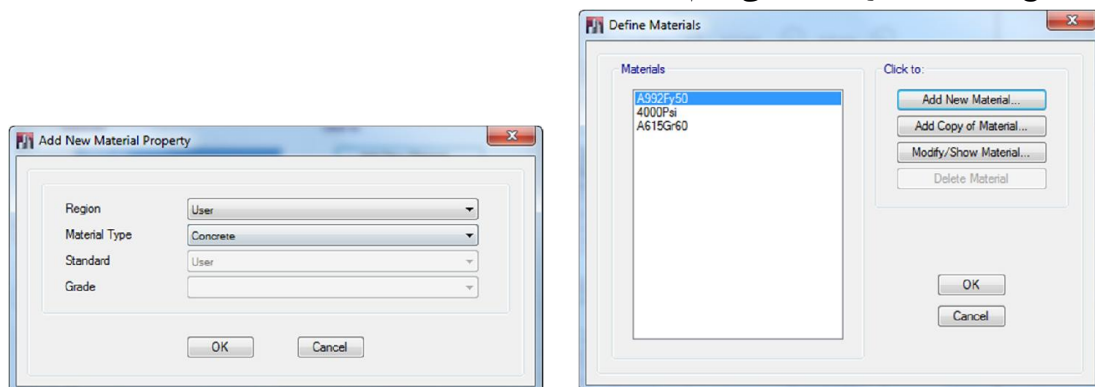 Define Materials
Materials
A992Fy50
4000Psi
A615Gr60
Click to:
Add New Material...
Add Copy of Material...
Modify/Show Material...
Delete Material
OK
Cancel
Add New Material Property
Region User
Material Type Concrete
Standard User
Grade
OK Cancel